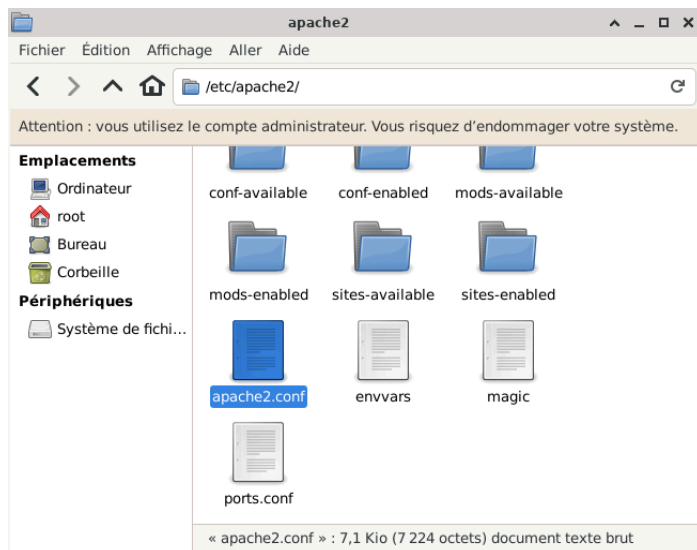 apache2
Fichier Édition Affichage Aller Aide
/etc/apache2/
Attention : vous utilisez le compte administrateur. Vous risquez d’endommager votre système.
Emplacements
Ordinateur
root
Bureau
Corbeille
Périphériques
Système de fichi...
conf-available conf-enabled mods-available
mods-enabled sites-available sites-enabled
apache2.conf envvars magic
ports.conf
« apache2.conf » : 7,1 Kio (7 224 octets) document texte brut